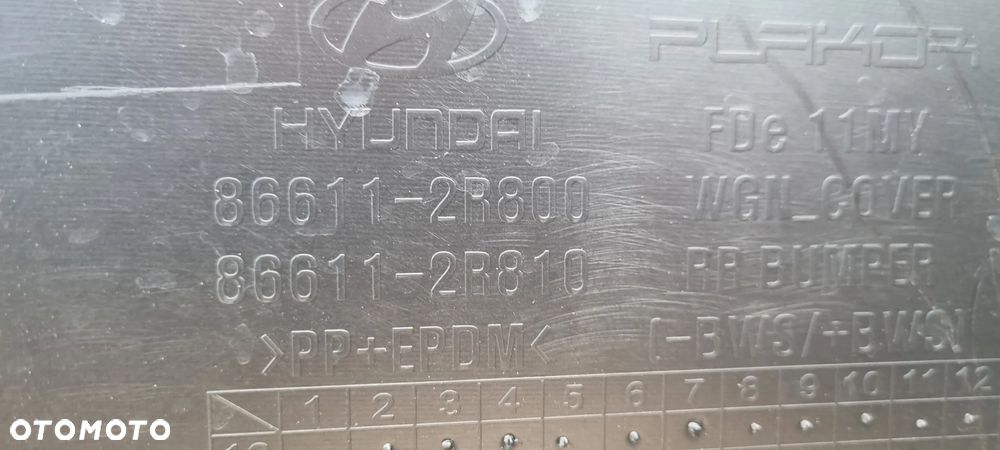 PLAKOR
HYUNDAI
FDe 11MY
86611-2R800
WGN_COVER
86611-2R810
RR BUMPER
>PP+EPDM<
(-BWS/+BWS)
1 2 3 4 5 6 7 8 9 10 11 12
OTOMOTO